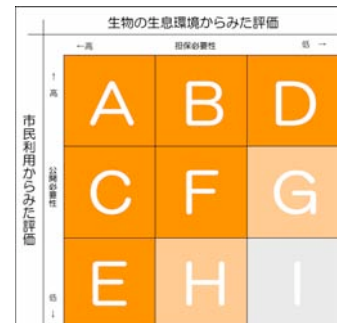 生物の生息環境からみた評価
←高 担保必要性 低 →
市民利用からみた評価
↑
高
公開必要性
低
↓
A B D
C F G
E H I